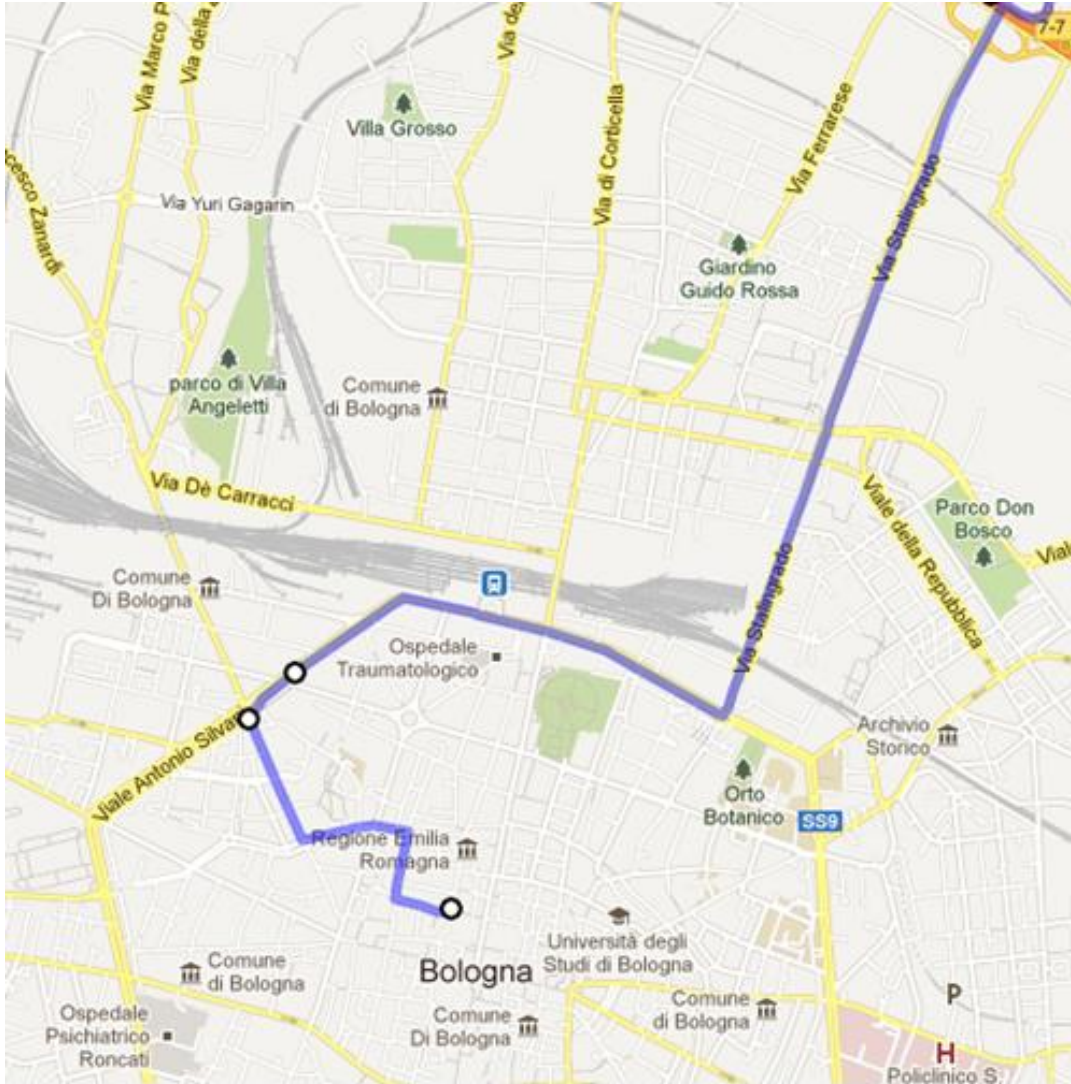 7-7
Via Marco P
Via della
Via de
Villa Grosso
Via di Corticella
Via Ferrarese
cesco Zanardi
Via Yuri Gagarin
Via Stalingrado
Giardino
Guido Rossa
parco di Villa
Angeletti
Comune
di Bologna
Via Dè Carracci
Viale della Repubblica
Parco Don
Bosco
Viale
Comune
Di Bologna
Via Stalingrado
Ospedale
Traumatologico
Viale Antonio Silva
Archivio
Storico
Orto
Botanico
SS9
Regione Emilia
Romagna
Università degli
Studi di Bologna
Bologna
Comune
di Bologna
Comune
Di Bologna
Comune
di Bologna
P
Ospedale
Psichiatrico
Roncati
H
Policlinico S.